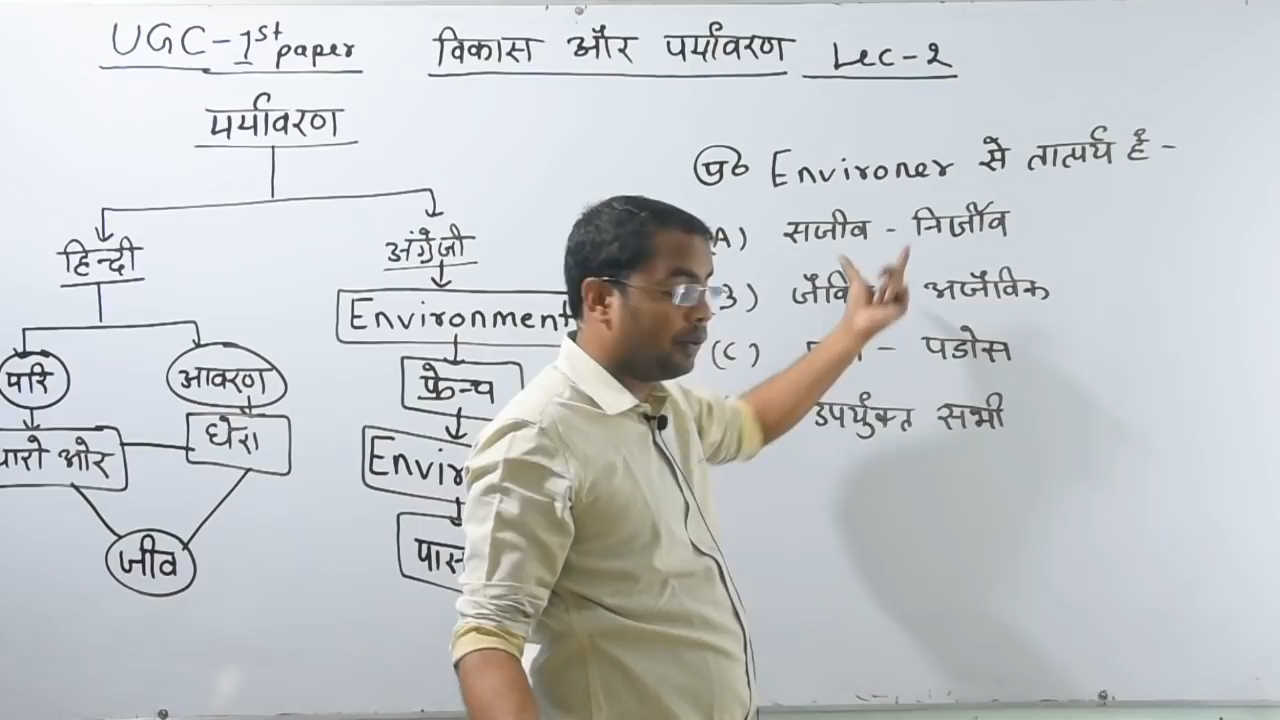 UGC-1st paper
विकास और पर्यावरण Lec-2
पर्यावरण
हिन्दी
परि
आवरण
चारो ओर
घेरा
जीव
अंग्रेजी
Environment
फ्रेन्च
प्र० Environer से तात्पर्य है -
A) सजीव - निर्जीव
जैविक अजैविक
(C) - पडोस
उपर्युक्त सभी